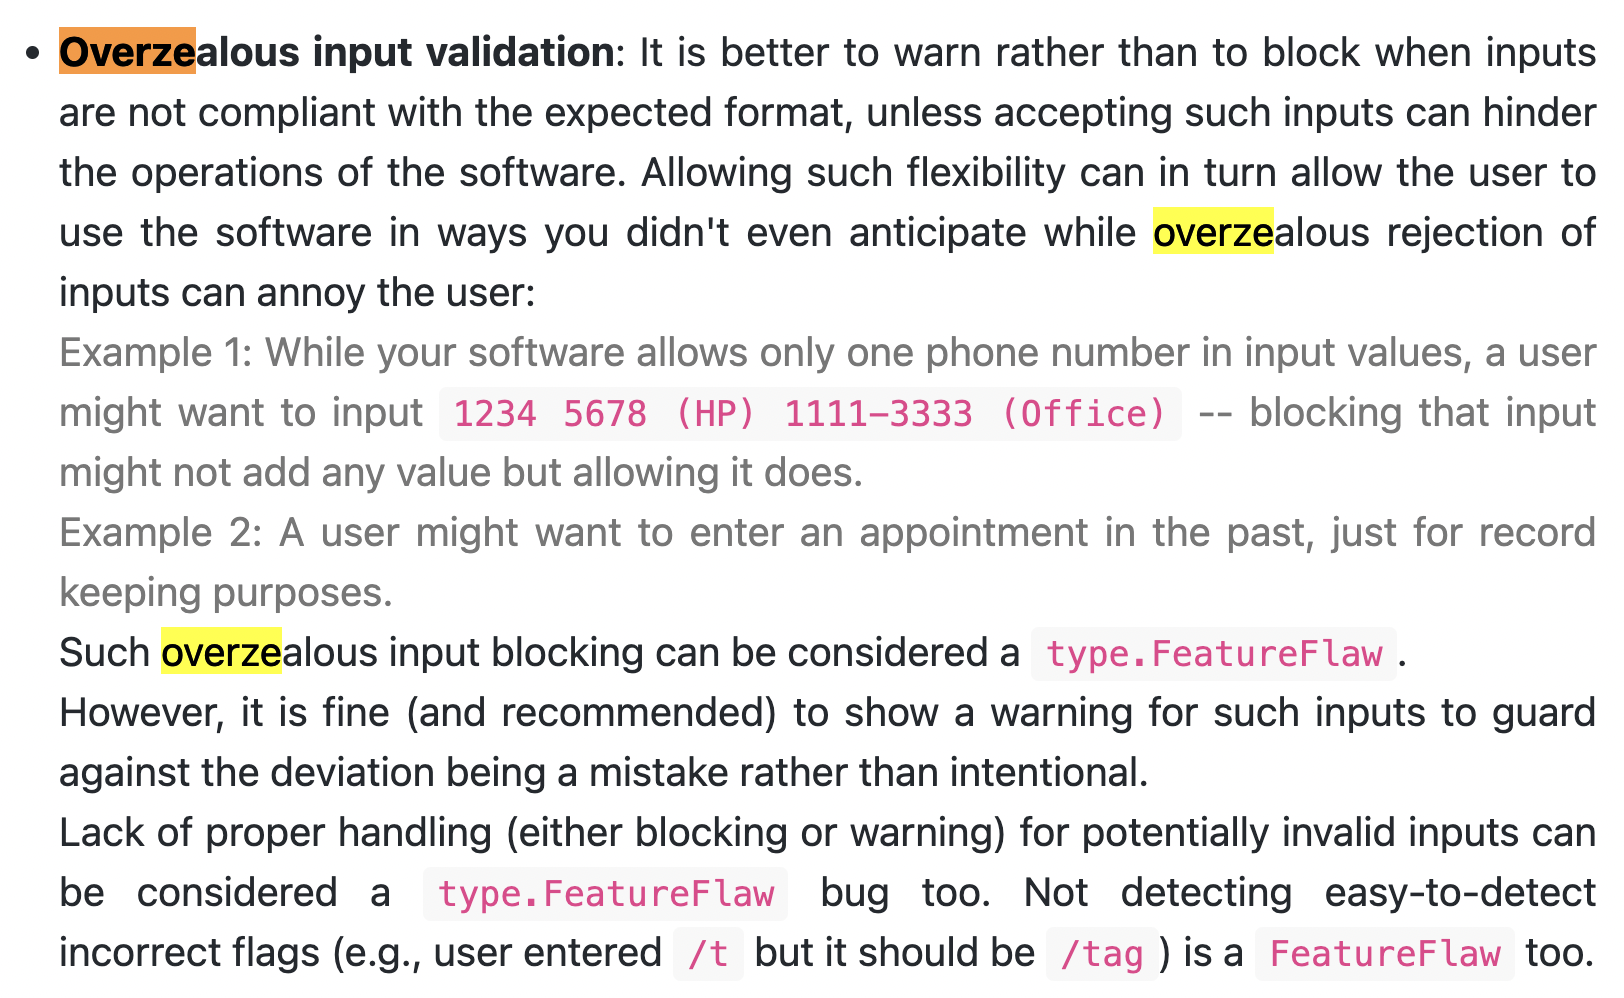 • Overzealous input validation: It is better to warn rather than to block when inputs
are not compliant with the expected format, unless accepting such inputs can hinder
the operations of the software. Allowing such flexibility can in turn allow the user to
use the software in ways you didn't even anticipate while overzealous rejection of
inputs can annoy the user:
Example 1: While your software allows only one phone number in input values, a user
might want to input 1234 5678 (HP) 1111-3333 (Office) -- blocking that input
might not add any value but allowing it does.
Example 2: A user might want to enter an appointment in the past, just for record
keeping purposes.
Such overzealous input blocking can be considered a type.FeatureFlaw.
However, it is fine (and recommended) to show a warning for such inputs to guard
against the deviation being a mistake rather than intentional.
Lack of proper handling (either blocking or warning) for potentially invalid inputs can
be considered a type.FeatureFlaw bug too. Not detecting easy-to-detect
incorrect flags (e.g., user entered /t but it should be /tag) is a FeatureFlaw too.